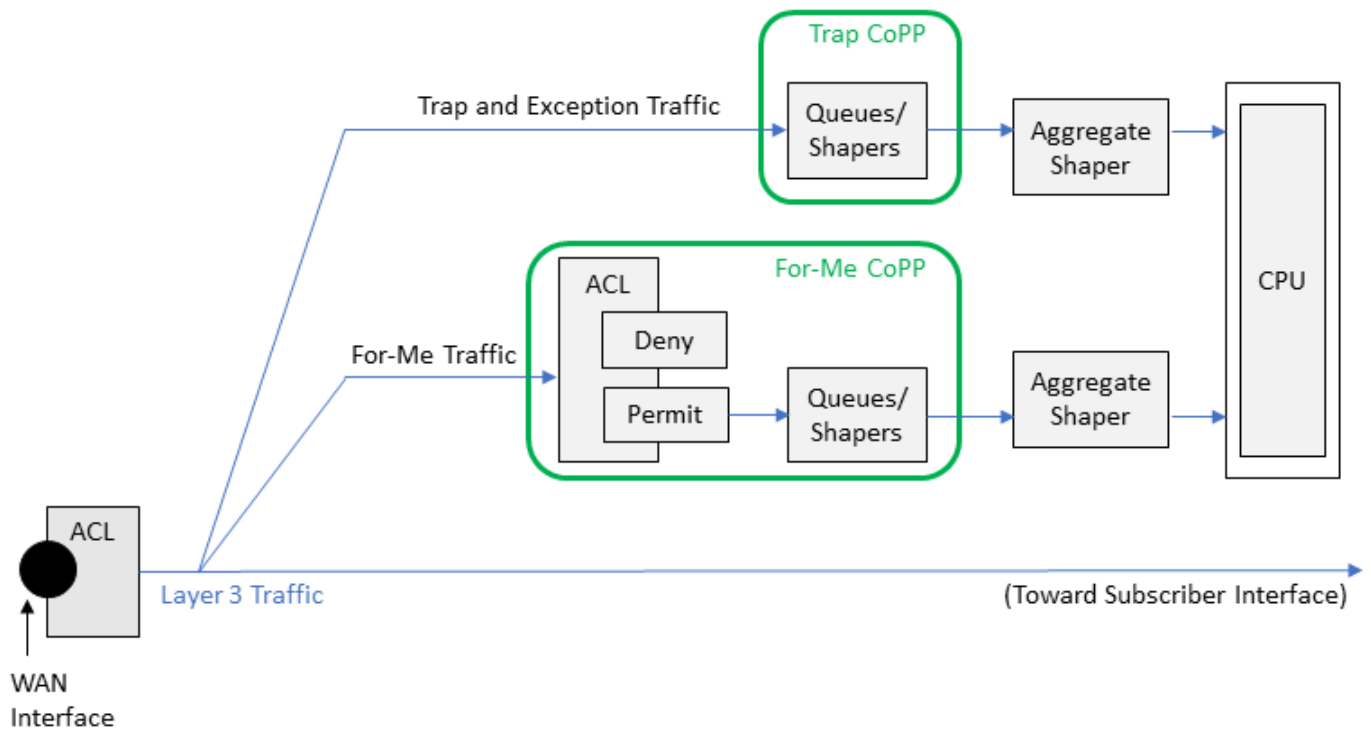 Trap CoPP
Trap and Exception Traffic
Queues/
Shapers
Aggregate
Shaper
CPU
For-Me CoPP
ACL
Deny
For-Me Traffic
Permit
Queues/
Shapers
Aggregate
Shaper
ACL
Layer 3 Traffic
(Toward Subscriber Interface)
WAN
Interface